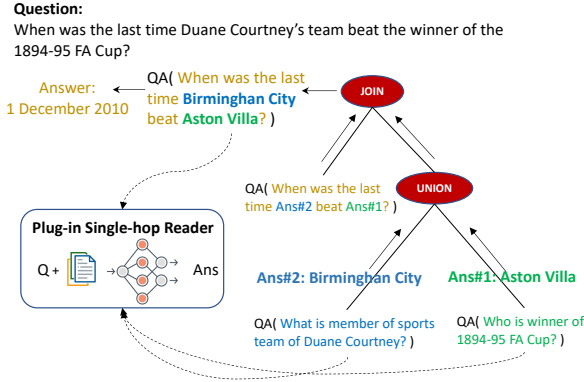 Question:
When was the last time Duane Courtney's team beat the winner of the
1894-95 FA Cup?
Answer:
1 December 2010
QA( When was the last
time Birminghan City
beat Aston Villa? )
JOIN
QA( When was the last
time Ans#2 beat Ans#1? )
UNION
Plug-in Single-hop Reader
Q +
Ans
Ans#2: Birminghan City
Ans#1: Aston Villa
QA( What is member of sports
team of Duane Courtney? )
QA( Who is winner of
1894-95 FA Cup? )